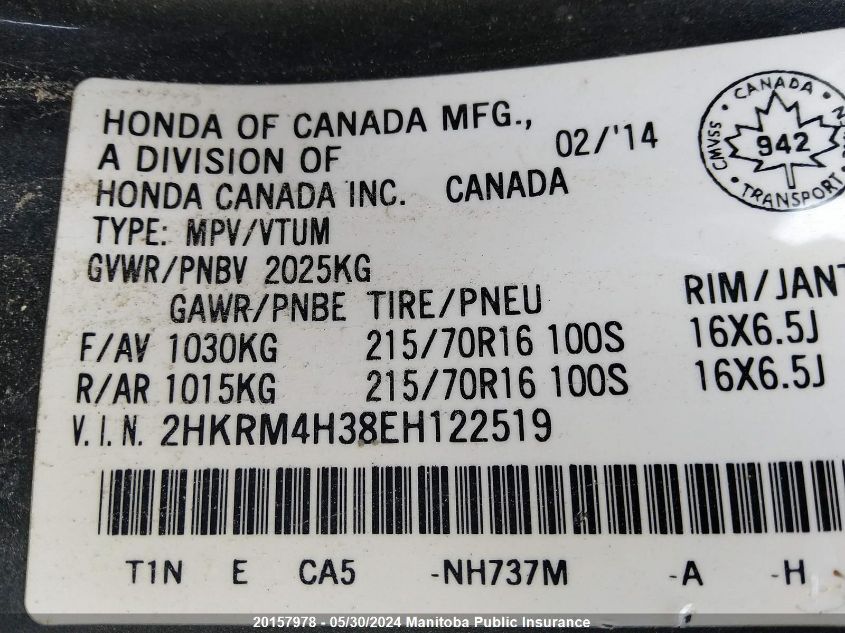 HONDA OF CANADA MFG.,
A DIVISION OF
HONDA CANADA INC. CANADA
02/'14
CANADA
CMVSS 942
TRANSPORT
TYPE: MPV/VTUM
GVWR/PNBV 2025KG
GAWR/PNBE TIRE/PNEU RIM/JANT
F/AV 1030KG 215/70R16 100S 16X6.5J
R/AR 1015KG 215/70R16 100S 16X6.5J
V.I.N. 2HKRM4H38EH122519
T1N E CA5 -NH737M -A -H
20157978 - 05/30/2024 Manitoba Public Insurance